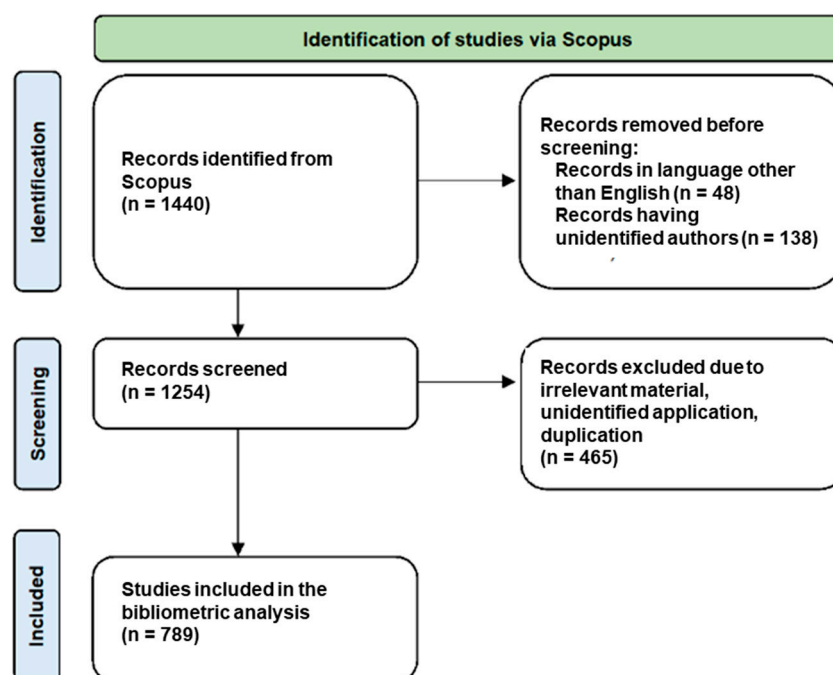 Identification of studies via Scopus
Identification
Records identified from
Scopus
(n = 1440)
Records removed before
screening:
Records in language other
than English (n = 48)
Records having
unidentified authors (n = 138)
Screening
Records screened
(n = 1254)
Records excluded due to
irrelevant material,
unidentified application,
duplication
(n = 465)
Included
Studies included in the
bibliometric analysis
(n = 789)